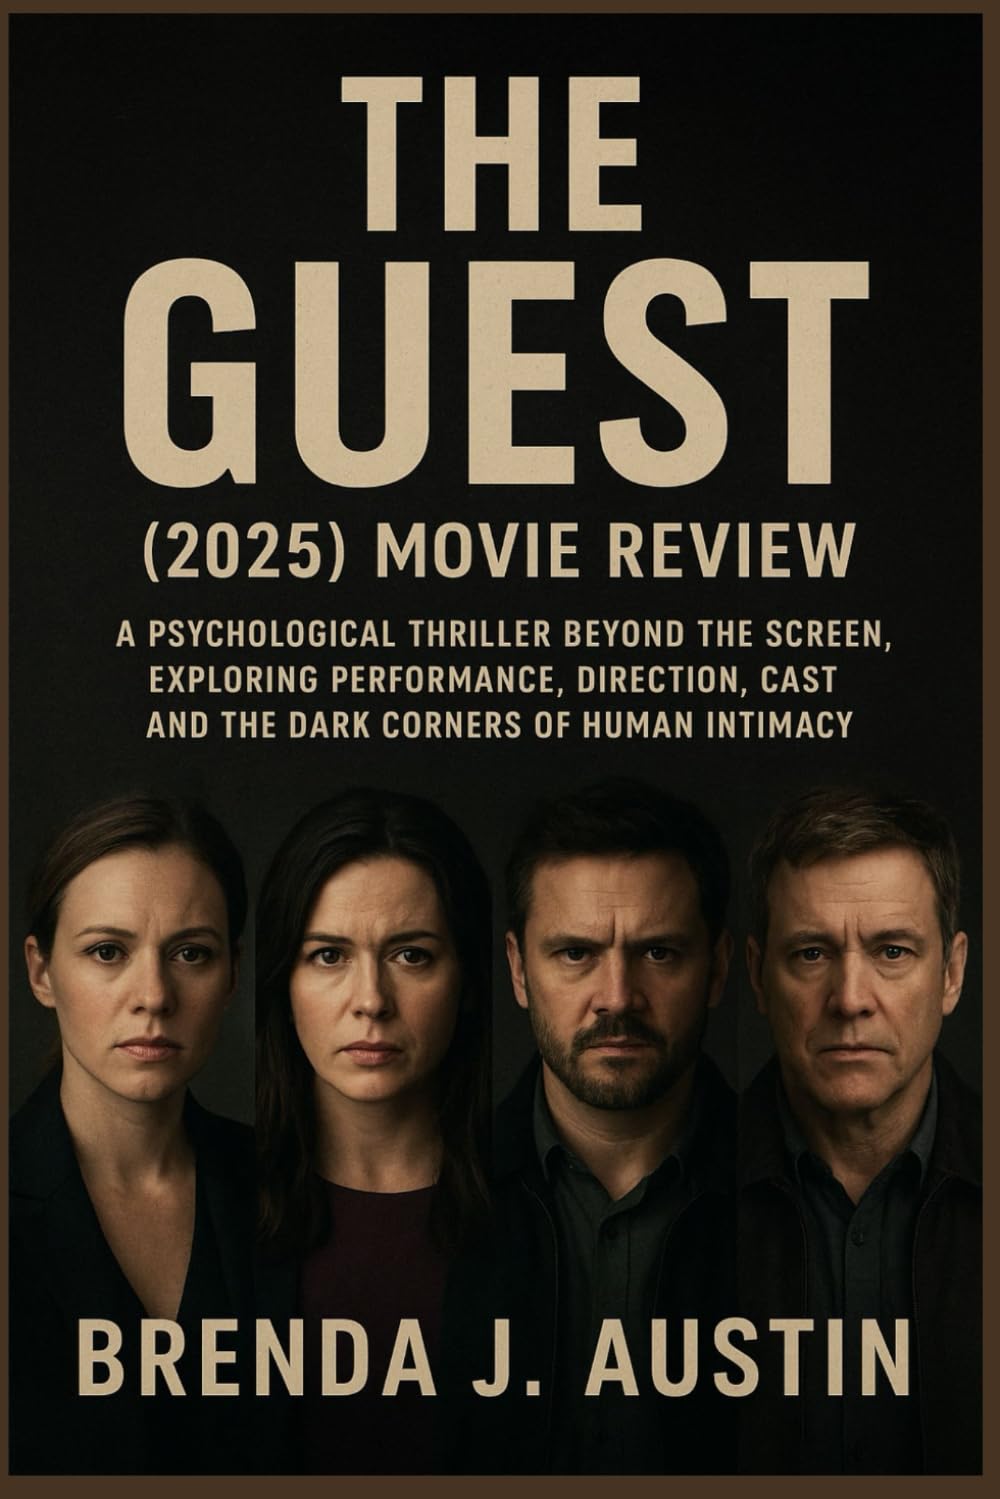 THE
GUEST
(2025) MOVIE REVIEW
A PSYCHOLOGICAL THRILLER BEYOND THE SCREEN,
EXPLORING PERFORMANCE, DIRECTION, CAST
AND THE DARK CORNERS OF HUMAN INTIMACY
BRENDA J. AUSTIN